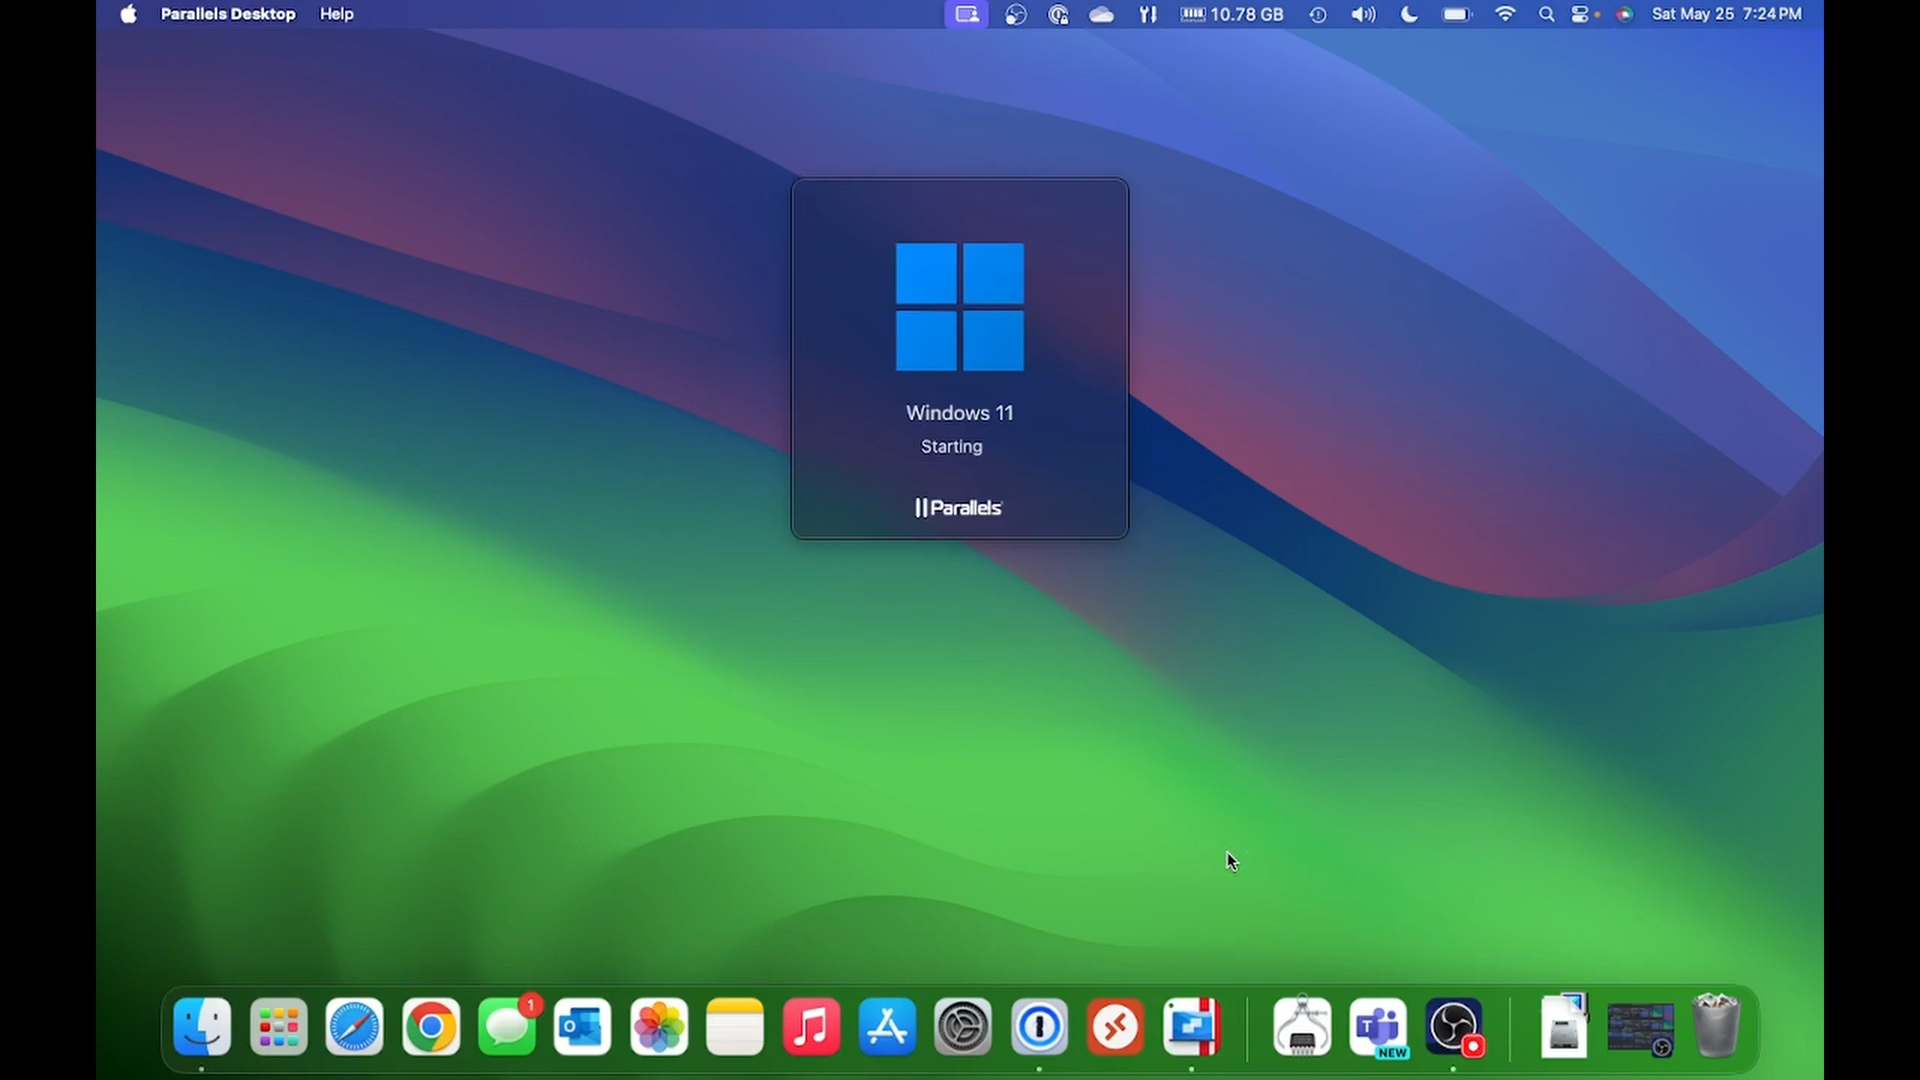 Parallels Desktop Help 10.78 GB Sat May 25 7:24 PM
Windows 11
Starting
Parallels
1
NEW